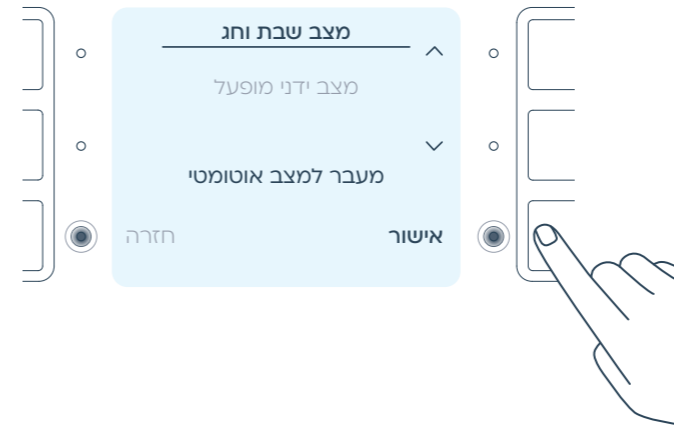 מצב שבת וחג
מצב ידני מופעל
מעבר למצב אוטומטי
אישור
חזרה